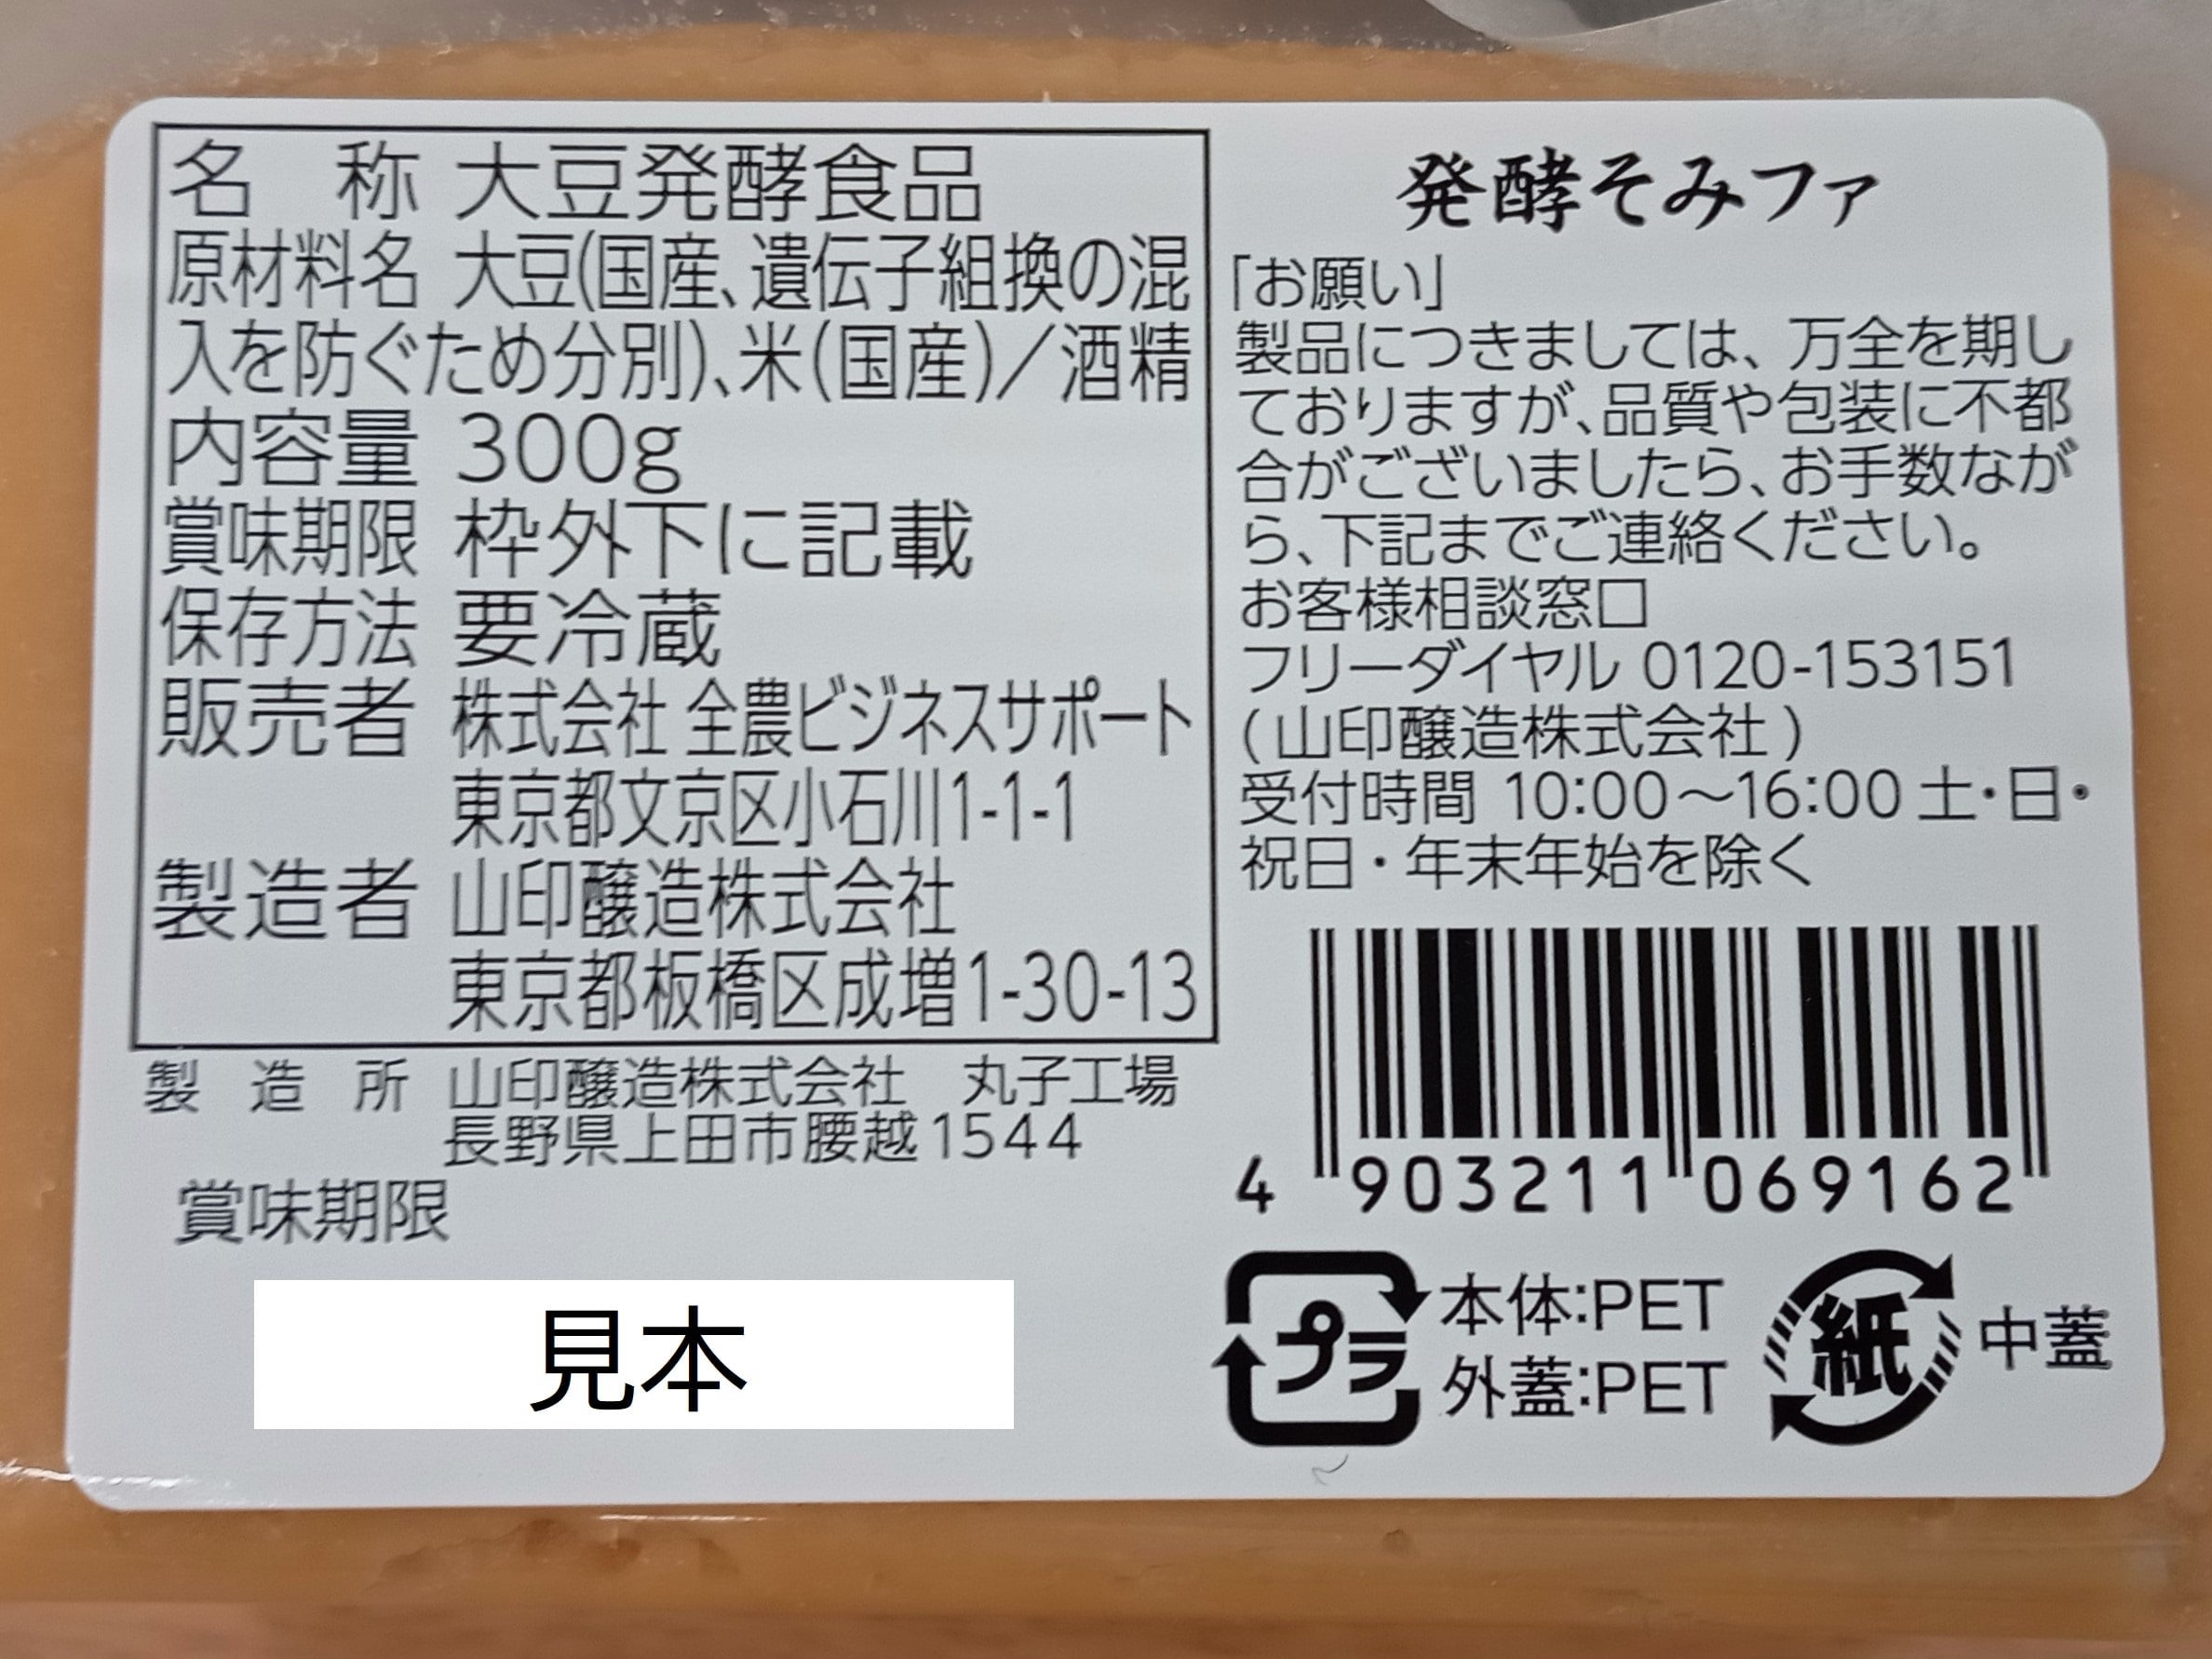 名 称 大豆発酵食品
原材料名 大豆(国産、遺伝子組換の混
入を防ぐため分別)、米(国産)/酒精
内容量 300g
賞味期限 枠外下に記載
保存方法 要冷蔵
販売者 株式会社 全農ビジネスサポート
東京都文京区小石川1-1-1
製造者 山印醸造株式会社
東京都板橋区成増1-30-13
製造所 山印醸造株式会社 丸子工場
長野県上田市腰越1544
賞味期限
見本
発酵そみファ
「お願い」
製品につきましては、万全を期し
ておりますが、品質や包装に不都
合がございましたら、お手数なが
ら、下記までご連絡ください。
お客様相談窓口
フリーダイヤル 0120-153151
(山印醸造株式会社)
受付時間 10:00〜16:00 土・日・
祝日・年末年始を除く
4 903211 069162
プラ 本体:PET
外蓋:PET
紙 中蓋